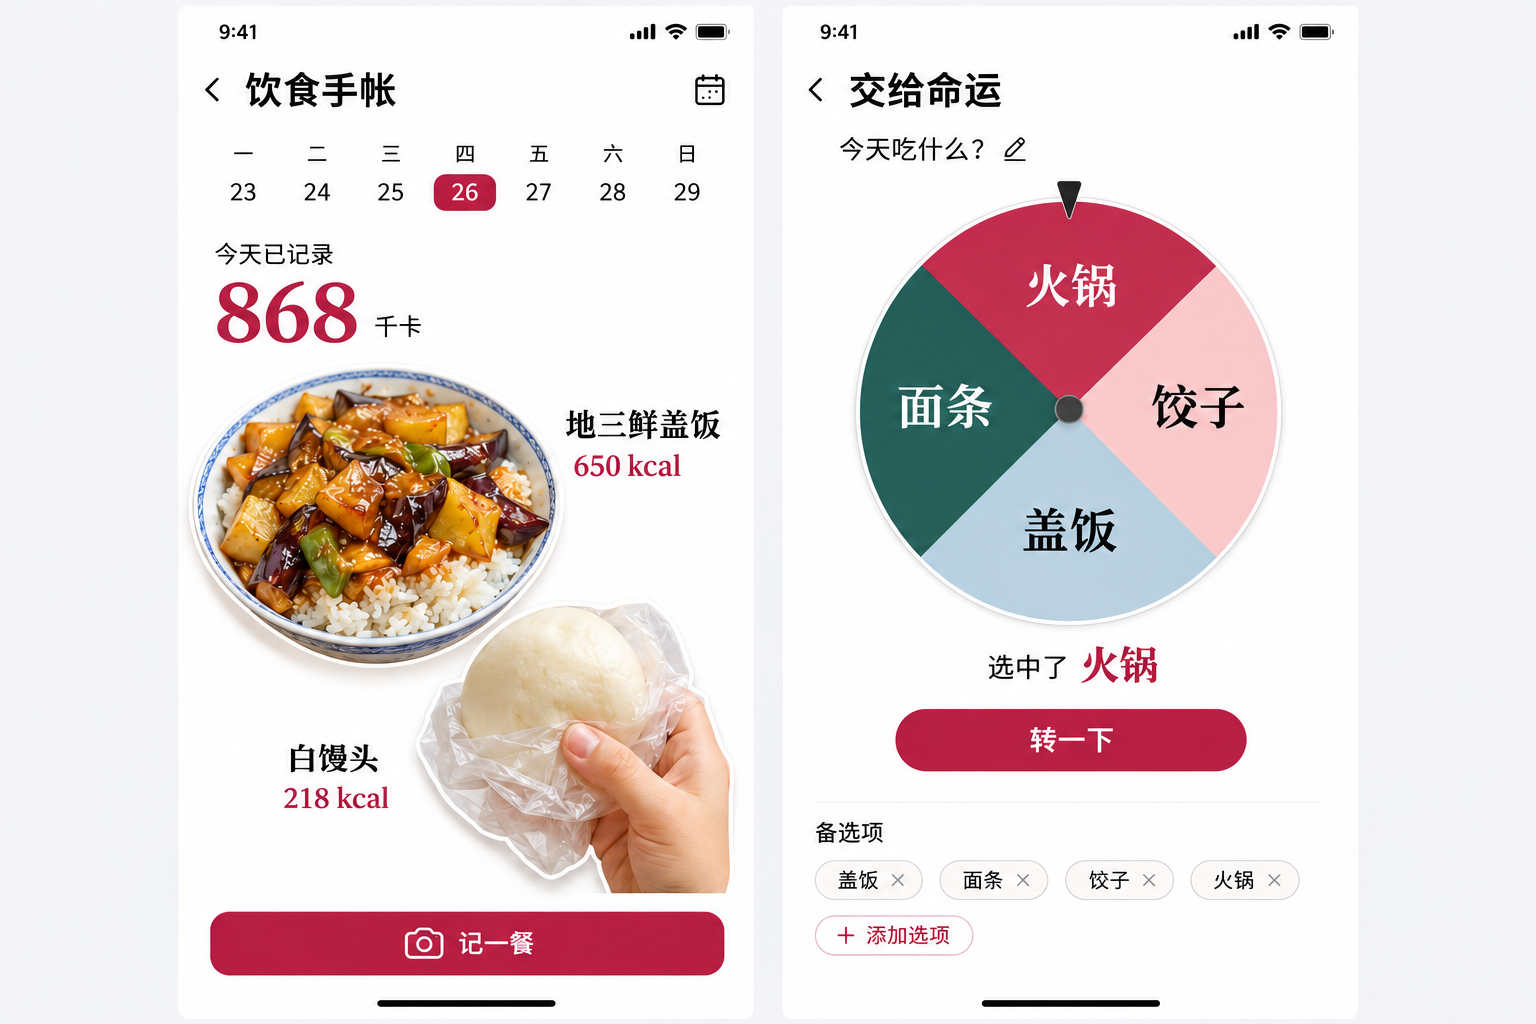 9:41
饮食手帐
一 二 三 四 五 六 日
23 24 25 26 27 28 29
今天已记录
868 千卡
地三鲜盖饭
650 kcal
白馒头
218 kcal
记一餐
9:41
交给命运
今天吃什么？
火锅
面条
饺子
盖饭
选中了 火锅
转一下
备选项
盖饭 × 面条 × 饺子 × 火锅 ×
+ 添加选项